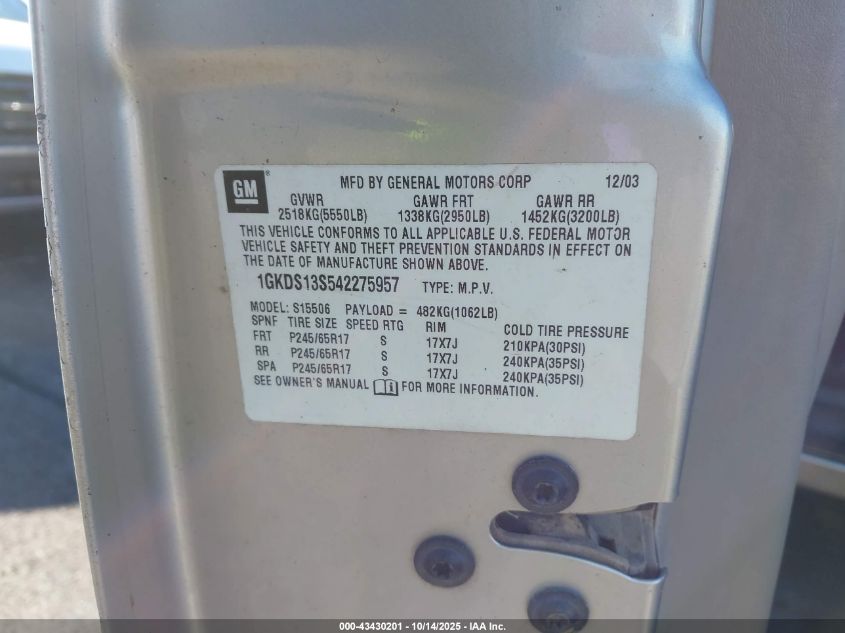 GM ® MFD BY GENERAL MOTORS CORP 12/03
GVWR GAWR FRT GAWR RR
2518KG(5550LB) 1338KG(2950LB) 1452KG(3200LB)
THIS VEHICLE CONFORMS TO ALL APPLICABLE U.S. FEDERAL MOTOR
VEHICLE SAFETY AND THEFT PREVENTION STANDARDS IN EFFECT ON
THE DATE OF MANUFACTURE SHOWN ABOVE.
1GKDS13S542275957 TYPE: M.P.V.
MODEL: S15506 PAYLOAD = 482KG(1062LB)
SPNF TIRE SIZE SPEED RTG RIM COLD TIRE PRESSURE
FRT P245/65R17 S 17X7J 210KPA(30PSI)
RR P245/65R17 S 17X7J 240KPA(35PSI)
SPA P245/65R17 S 17X7J 240KPA(35PSI)
SEE OWNER'S MANUAL i FOR MORE INFORMATION.
000-43430201 - 10/14/2025 - IAA Inc.